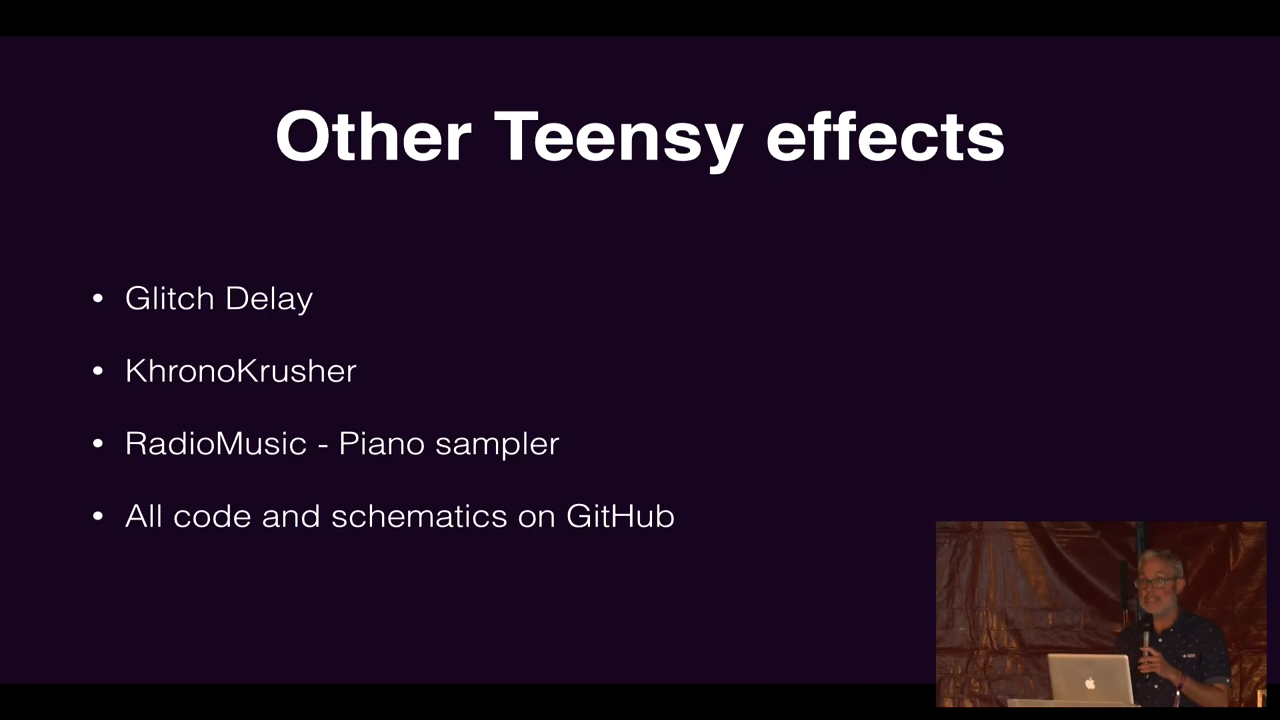 Other Teensy effects
• Glitch Delay
• KhronoKrusher
• RadioMusic - Piano sampler
• All code and schematics on GitHub